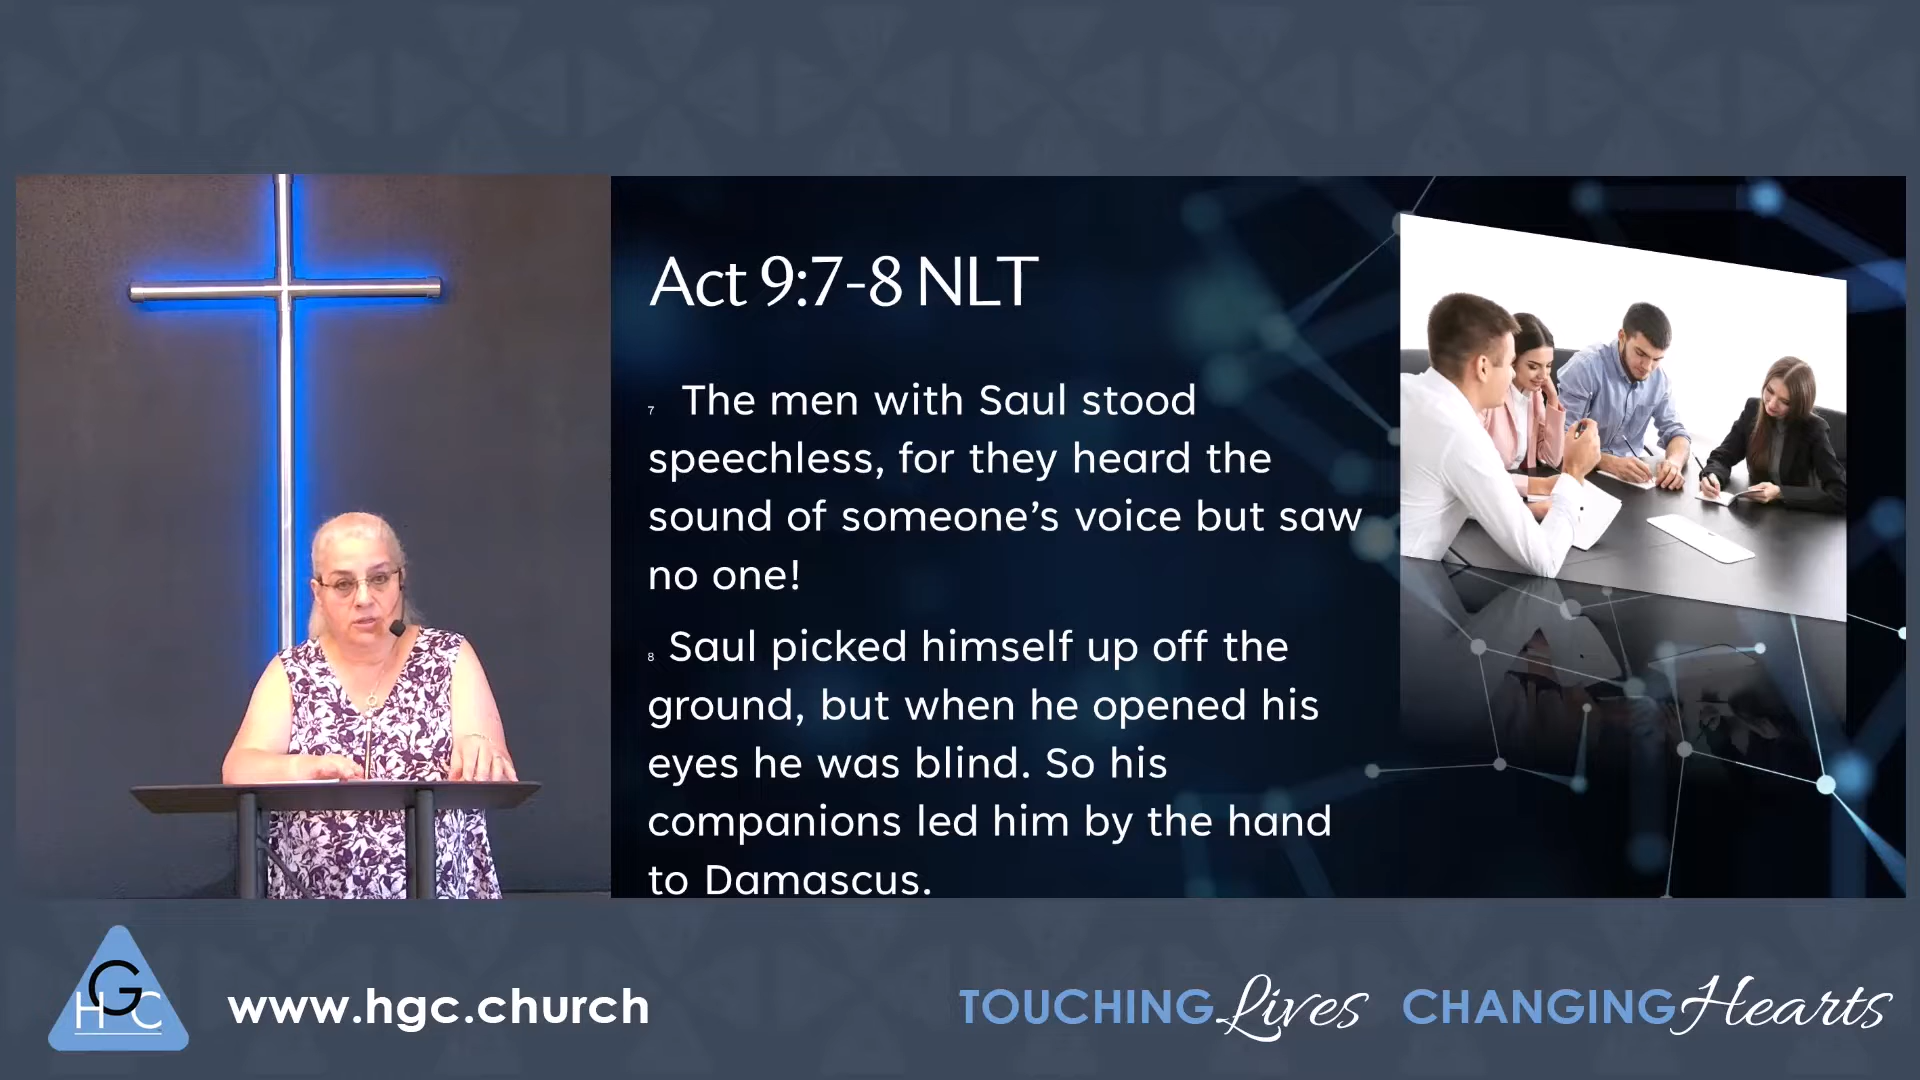 Act 9:7-8 NLT
7 The men with Saul stood
speechless, for they heard the
sound of someone’s voice but saw
no one!
8 Saul picked himself up off the
ground, but when he opened his
eyes he was blind. So his
companions led him by the hand
to Damascus.
HGC
www.hgc.church
TOUCHING Lives CHANGING Hearts